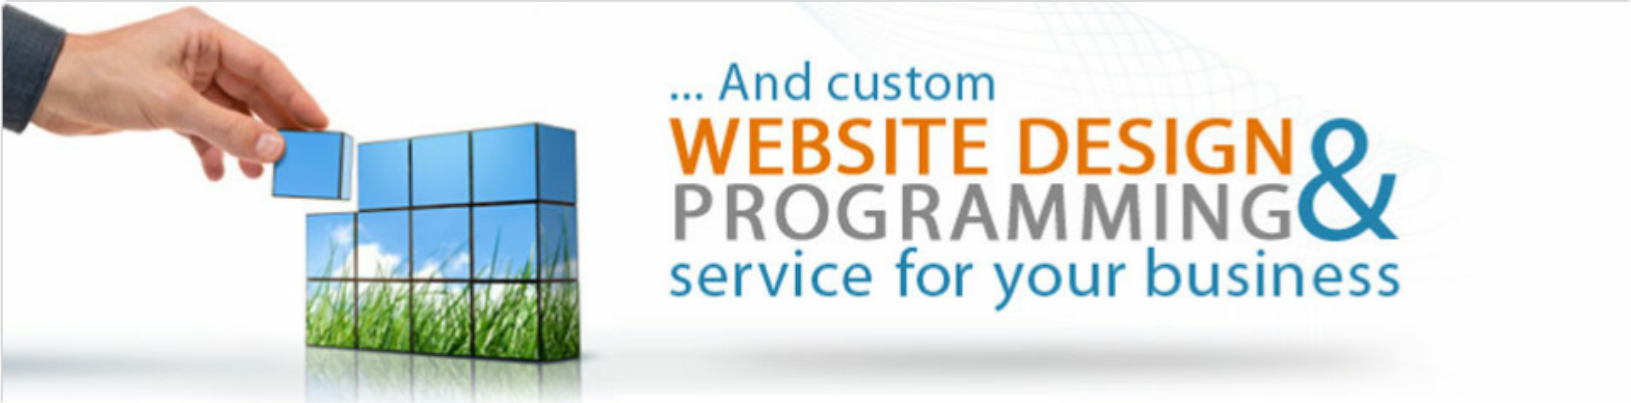 ... And custom
WEBSITE DESIGN &
PROGRAMMING
service for your business